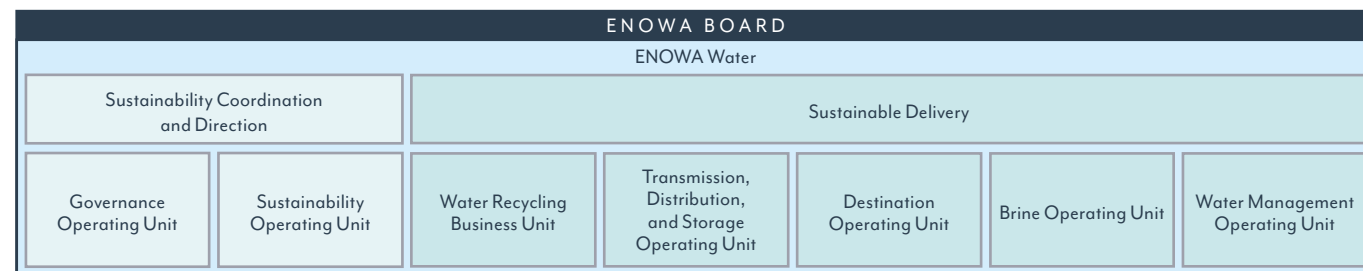 ENOWA BOARD
ENOWA Water
Sustainability Coordination
and Direction
Sustainable Delivery
Governance
Operating Unit
Sustainability
Operating Unit
Water Recycling
Business Unit
Transmission,
Distribution,
and Storage
Operating Unit
Destination
Operating Unit
Brine Operating Unit
Water Management
Operating Unit